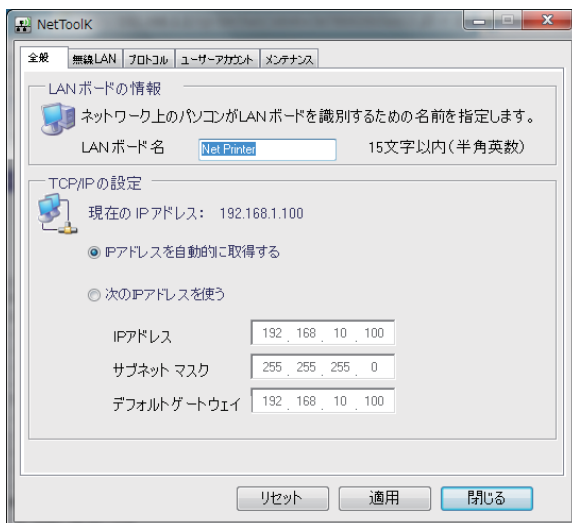 NetToolK
全般 無線LAN プロトコル ユーザーアカウント メンテナンス
LANボードの情報
ネットワーク上のパソコンがLANボードを識別するための名前を指定します。
LANボード名 Net Printer 15文字以内(半角英数)
TCP/IPの設定
現在のIPアドレス: 192.168.1.100
IPアドレスを自動的に取得する
次のIPアドレスを使う
IPアドレス 192 . 168 . 10 . 100
サブネット マスク 255 . 255 . 255 . 0
デフォルトゲートウェイ 192 . 168 . 10 . 100
リセット 適用 閉じる